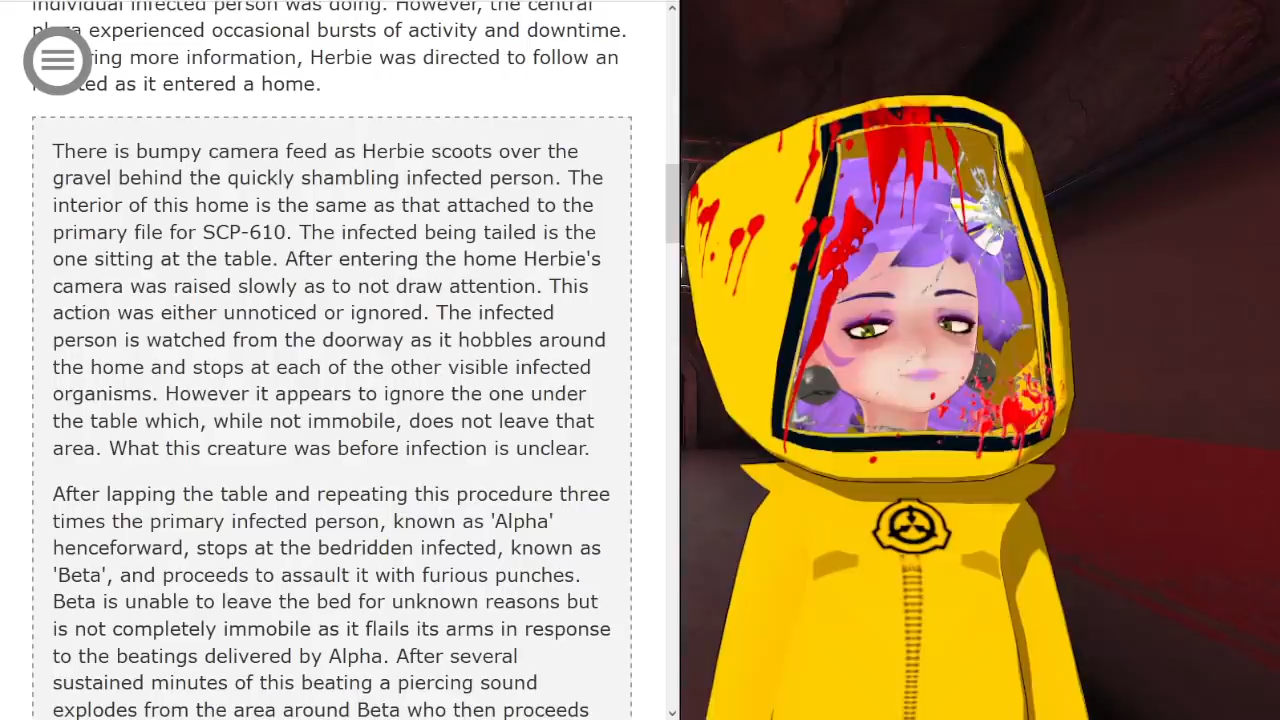 individual infected person was doing. However, the central
experienced occasional bursts of activity and downtime.
more information, Herbie was directed to follow an
as it entered a home.
There is bumpy camera feed as Herbie scoots over the
gravel behind the quickly shambling infected person. The
interior of this home is the same as that attached to the
primary file for SCP-610. The infected being tailed is the
one sitting at the table. After entering the home Herbie's
camera was raised slowly as to not draw attention. This
action was either unnoticed or ignored. The infected
person is watched from the doorway as it hobbles around
the home and stops at each of the other visible infected
organisms. However it appears to ignore the one under
the table which, while not immobile, does not leave that
area. What this creature was before infection is unclear.
After lapping the table and repeating this procedure three
times the primary infected person, known as 'Alpha'
henceforward, stops at the bedridden infected, known as
'Beta', and proceeds to assault it with furious punches.
Beta is unable to leave the bed for unknown reasons but
is not completely immobile as it flails its arms in response
to the beatings delivered by Alpha. After several
sustained minutes of this beating a piercing sound
explodes from the area around Beta who then proceeds